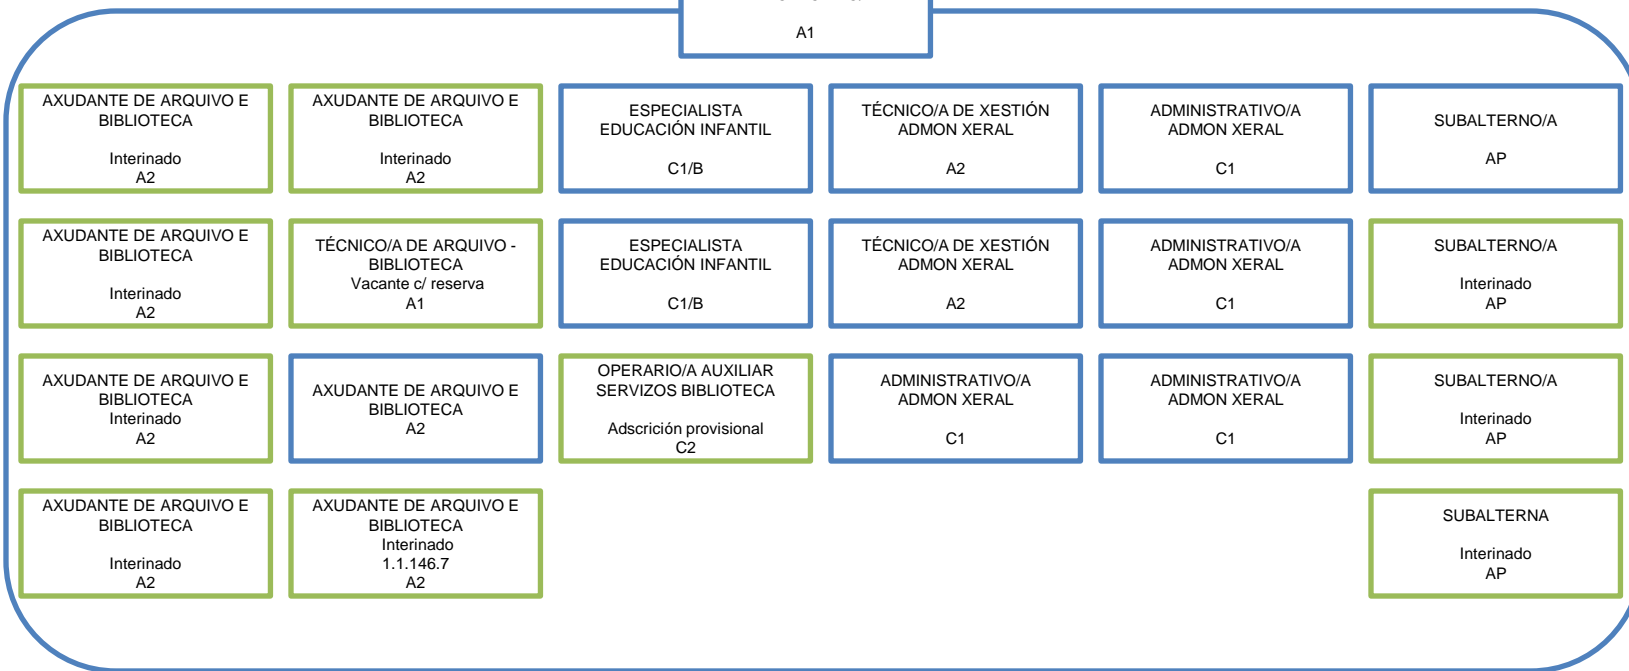 A1
AXUDANTE DE ARQUIVO E
BIBLIOTECA
Interinado
A2
AXUDANTE DE ARQUIVO E
BIBLIOTECA
Interinado
A2
ESPECIALISTA
EDUCACIÓN INFANTIL
C1/B
TÉCNICO/A DE XESTIÓN
ADMON XERAL
A2
ADMINISTRATIVO/A
ADMON XERAL
C1
SUBALTERNO/A
AP
AXUDANTE DE ARQUIVO E
BIBLIOTECA
Interinado
A2
TÉCNICO/A DE ARQUIVO -
BIBLIOTECA
Vacante c/ reserva
A1
ESPECIALISTA
EDUCACIÓN INFANTIL
C1/B
TÉCNICO/A DE XESTIÓN
ADMON XERAL
A2
ADMINISTRATIVO/A
ADMON XERAL
C1
SUBALTERNO/A
Interinado
AP
AXUDANTE DE ARQUIVO E
BIBLIOTECA
Interinado
A2
AXUDANTE DE ARQUIVO E
BIBLIOTECA
A2
OPERARIO/A AUXILIAR
SERVIZOS BIBLIOTECA
Adscrición provisional
C2
ADMINISTRATIVO/A
ADMON XERAL
C1
ADMINISTRATIVO/A
ADMON XERAL
C1
SUBALTERNO/A
Interinado
AP
AXUDANTE DE ARQUIVO E
BIBLIOTECA
Interinado
A2
AXUDANTE DE ARQUIVO E
BIBLIOTECA
Interinado
1.1.146.7
A2
SUBALTERNA
Interinado
AP